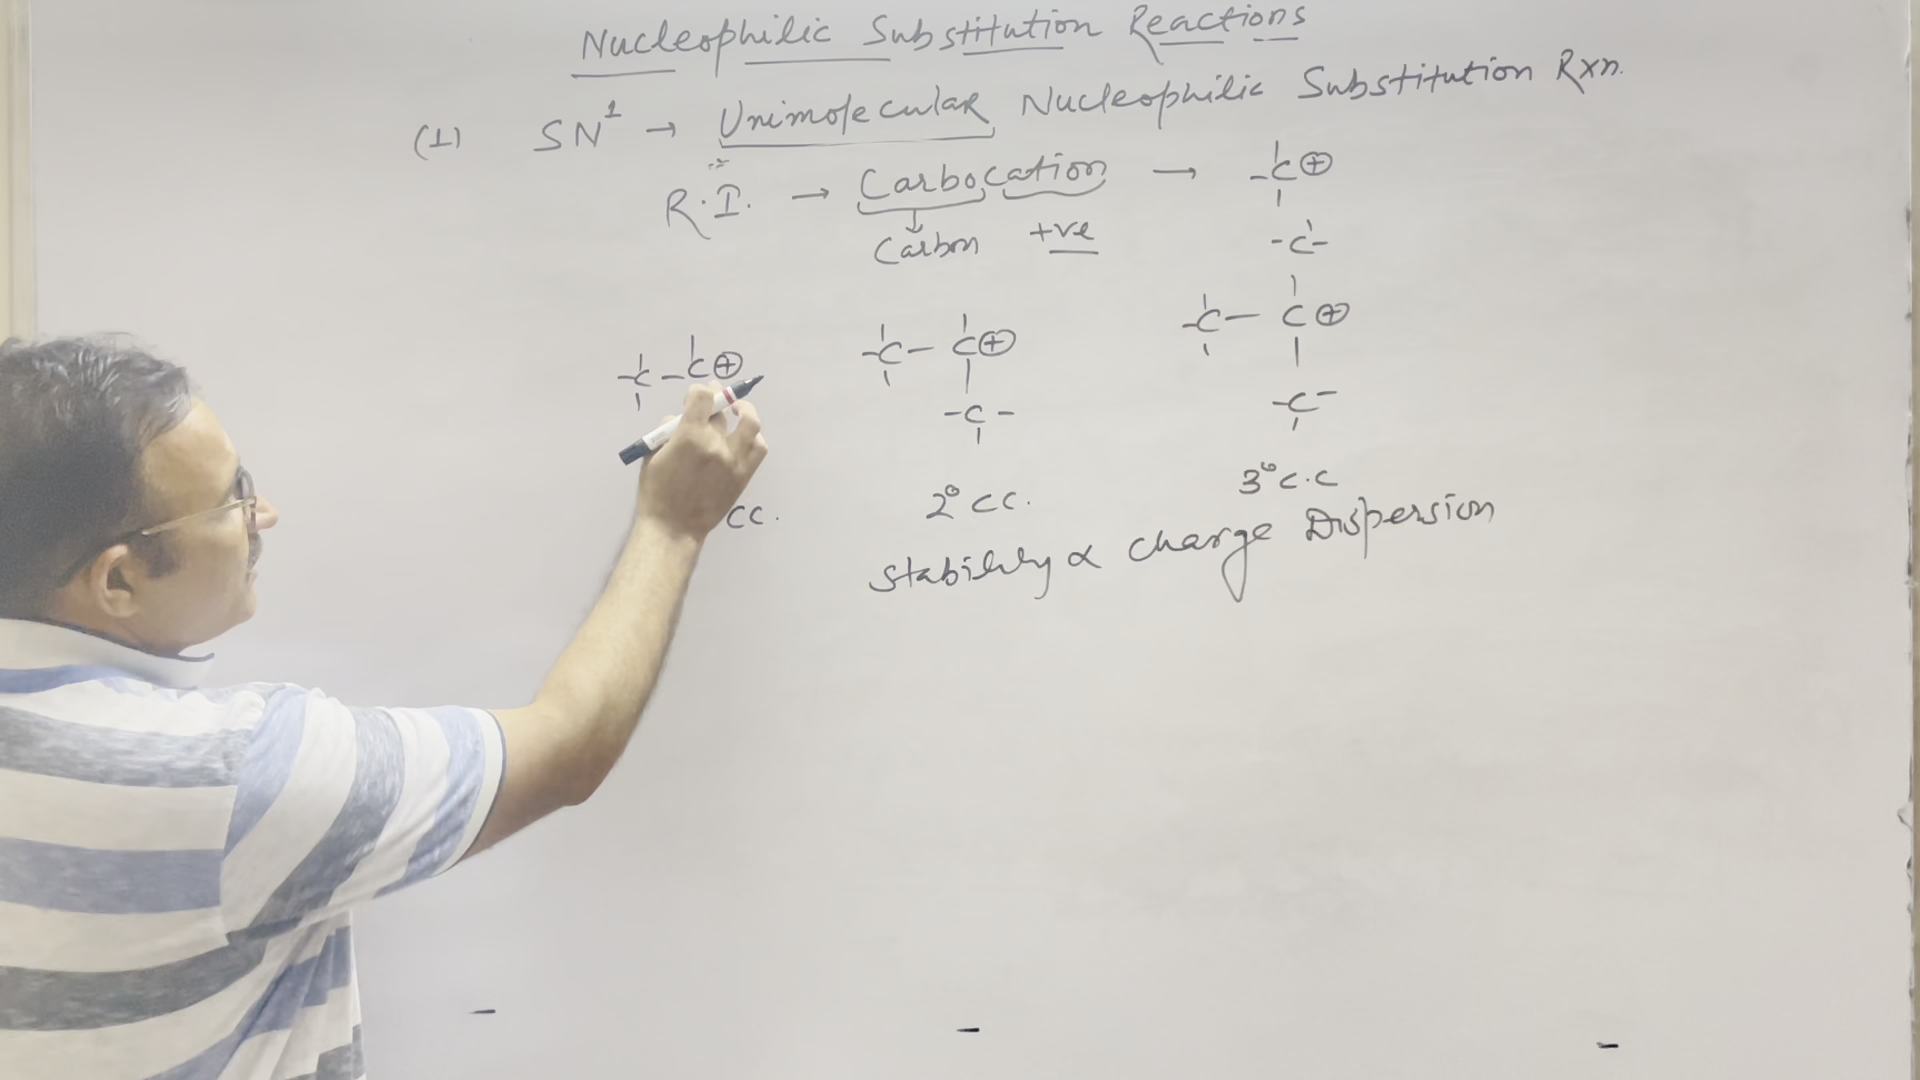 Nucleophilic Substitution Reactions
(1) SN¹ → Unimolecular Nucleophilic Substitution Rxn.
R.I. → Carbocation → -C⊕
Carbon +ve
-C-
-C-C⊕ -C-C⊕ -C-C⊕
-C- -C-
CC. 2° CC. 3° C.C
Stability ∝ Charge Dispersion